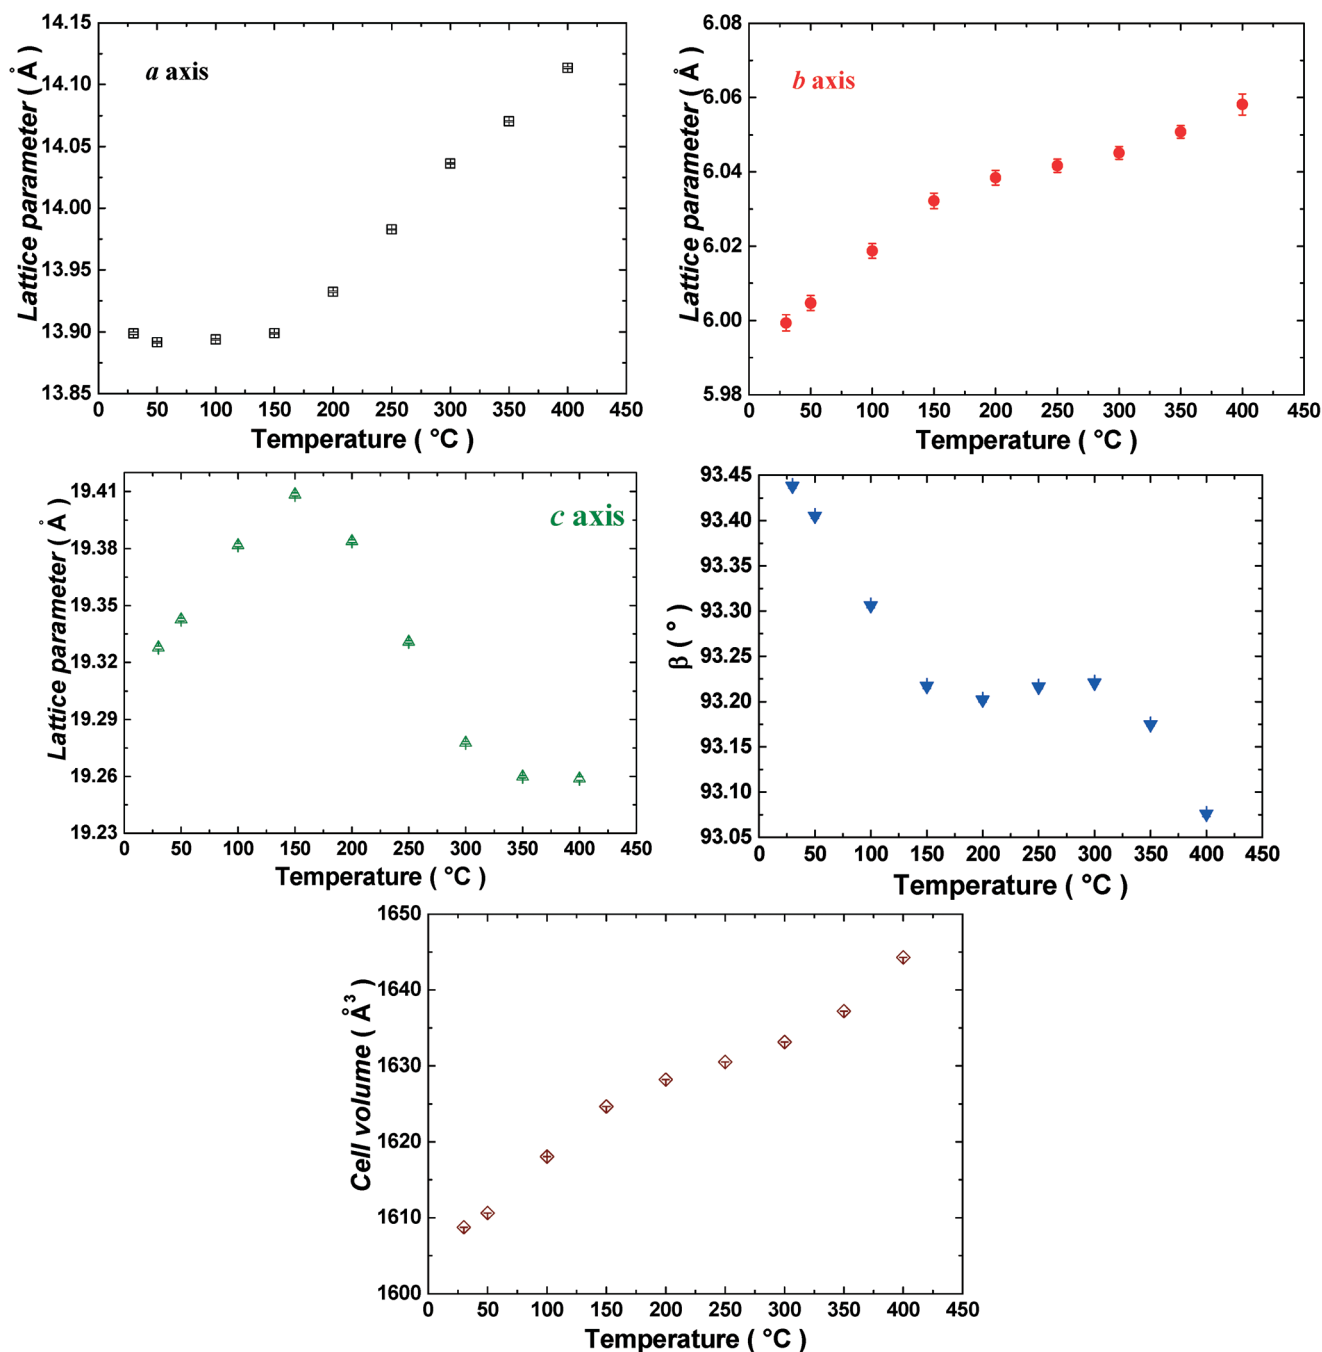 14.15
14.10
14.05
14.00
13.95
13.90
13.85
Lattice parameter ( Å )
a axis
0 50 100 150 200 250 300 350 400 450
Temperature ( °C )
6.08
6.06
6.04
6.02
6.00
5.98
Lattice parameter ( Å )
b axis
0 50 100 150 200 250 300 350 400 450
Temperature ( °C )
19.41
19.38
19.35
19.32
19.29
19.26
19.23
Lattice parameter ( Å )
c axis
0 50 100 150 200 250 300 350 400 450
Temperature ( °C )
93.45
93.40
93.35
93.30
93.25
93.20
93.15
93.10
93.05
β ( ° )
0 50 100 150 200 250 300 350 400 450
Temperature ( °C )
1650
1640
1630
1620
1610
1600
Cell volume ( Å³ )
0 50 100 150 200 250 300 350 400 450
Temperature ( °C )